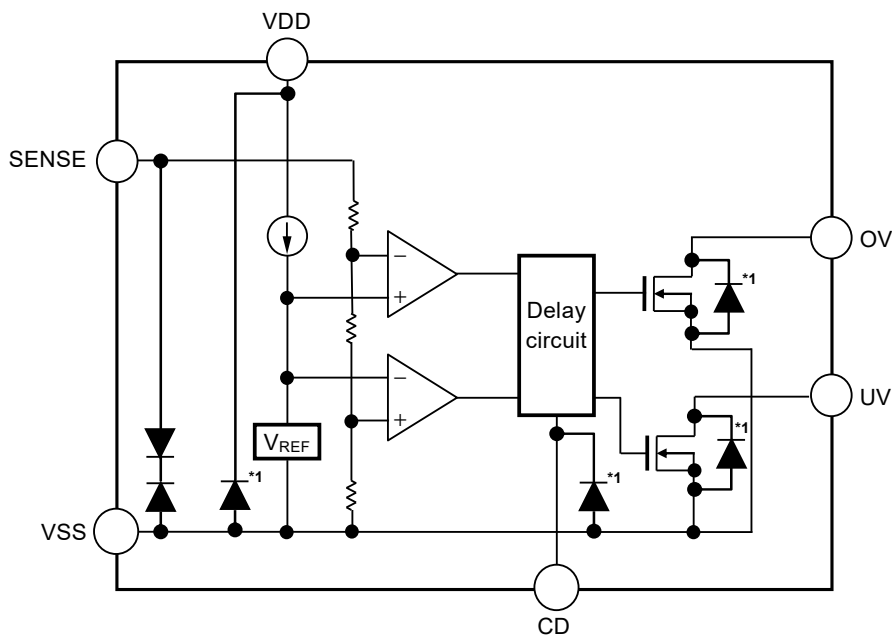 VDD
SENSE
OV
*1
−
+
Delay
circuit
UV
*1
−
+
VREF
*1
*1
VSS
CD